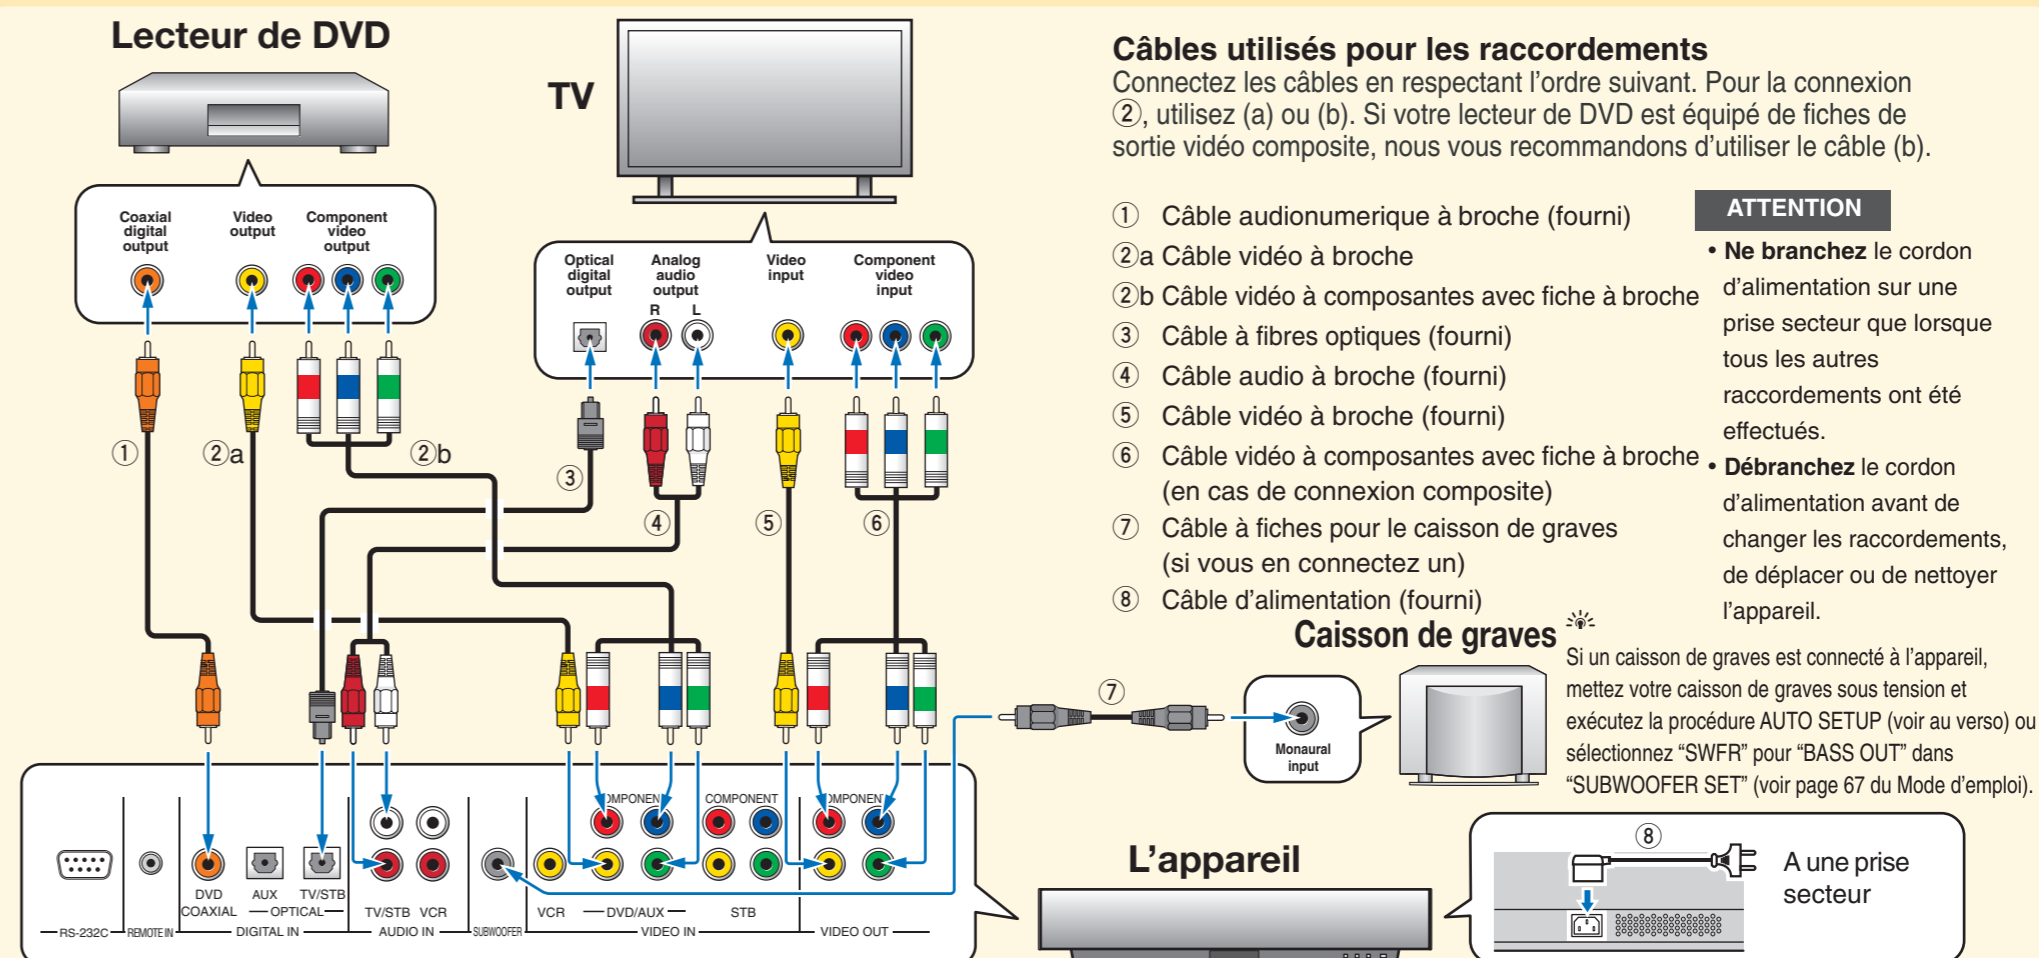 Lecteur de DVD
Coaxial
digital
output
Video
output
Component
video
output
TV
Optical
digital
output
Analog
audio
output
R L
Video
input
Component
video
input
① ②a ②b ③ ④ ⑤ ⑥
Câbles utilisés pour les raccordements
Connectez les câbles en respectant l’ordre suivant. Pour la connexion
②, utilisez (a) ou (b). Si votre lecteur de DVD est équipé de fiches de
sortie vidéo composite, nous vous recommandons d’utiliser le câble (b).
① Câble audionumerique à broche (fourni)
②a Câble vidéo à broche
②b Câble vidéo à composantes avec fiche à broche
③ Câble à fibres optiques (fourni)
④ Câble audio à broche (fourni)
⑤ Câble vidéo à broche (fourni)
⑥ Câble vidéo à composantes avec fiche à broche
(en cas de connexion composite)
⑦ Câble à fiches pour le caisson de graves
(si vous en connectez un)
⑧ Câble d’alimentation (fourni)
ATTENTION
• Ne branchez le cordon
d’alimentation sur une
prise secteur que lorsque
tous les autres
raccordements ont été
effectués.
• Débranchez le cordon
d’alimentation avant de
changer les raccordements,
de déplacer ou de nettoyer
l’appareil.
Caisson de graves
⑦
Monaural
input
Si un caisson de graves est connecté à l’appareil,
mettez votre caisson de graves sous tension et
exécutez la procédure AUTO SETUP (voir au verso) ou
sélectionnez “SWFR” pour “BASS OUT” dans
“SUBWOOFER SET” (voir page 67 du Mode d’emploi).
OMPONEN COMPONENT OMPONEN
DVD AUX TV/STB
COAXIAL OPTICAL TV/STB VCR VCR DVD/AUX STB
RS-232C REMOTE IN DIGITAL IN AUDIO IN SUBWOOFER VIDEO IN VIDEO OUT
L’appareil
⑧
A une prise
secteur